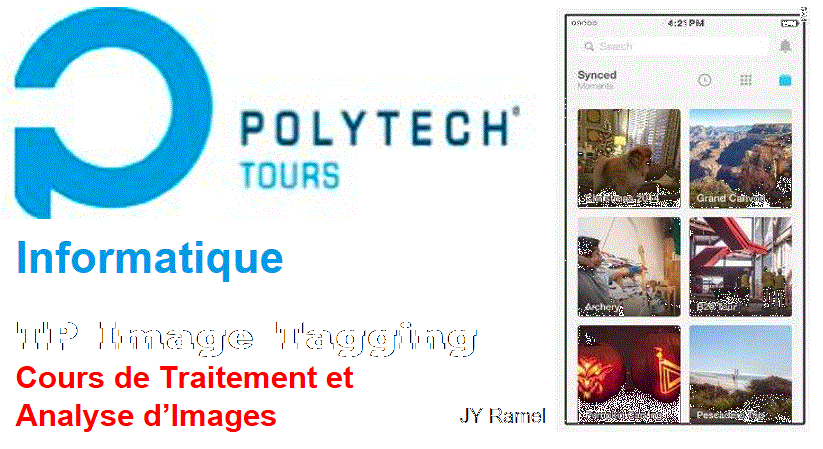 POLYTECH
TOURS
Informatique
TP Image Tagging
Cours de Traitement et
Analyse d’Images
JY Ramel
4:21 PM
Search
Synced
Moments
Grand Canyon
Archery